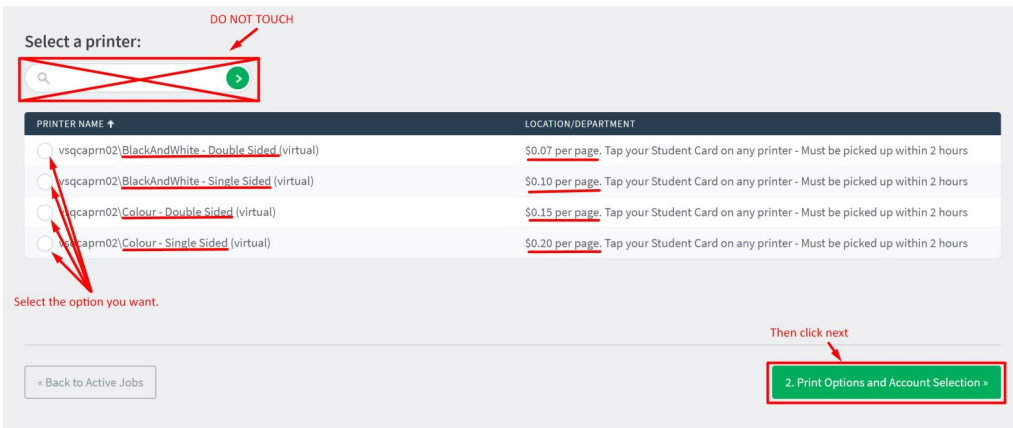 DO NOT TOUCH
Select a printer:
PRINTER NAME ↑ LOCATION/DEPARTMENT
vsqcaprn02\BlackAndWhite - Double Sided (virtual) $0.07 per page. Tap your Student Card on any printer - Must be picked up within 2 hours
vsqcaprn02\BlackAndWhite - Single Sided (virtual) $0.10 per page. Tap your Student Card on any printer - Must be picked up within 2 hours
vsqcaprn02\Colour - Double Sided (virtual) $0.15 per page. Tap your Student Card on any printer - Must be picked up within 2 hours
vsqcaprn02\Colour - Single Sided (virtual) $0.20 per page. Tap your Student Card on any printer - Must be picked up within 2 hours
Select the option you want.
Then click next
« Back to Active Jobs 2. Print Options and Account Selection »